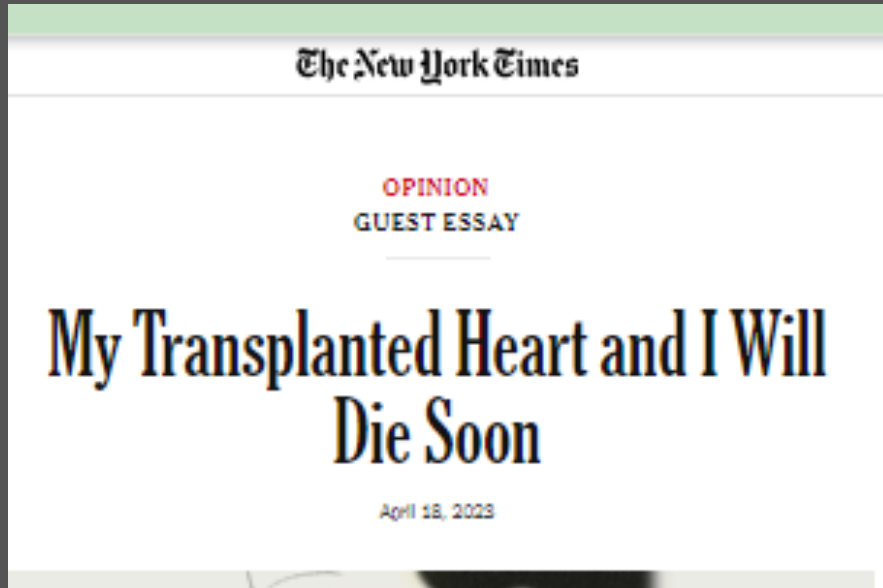 The New York Times
OPINION
GUEST ESSAY
My Transplanted Heart and I Will
Die Soon
April 18, 2023